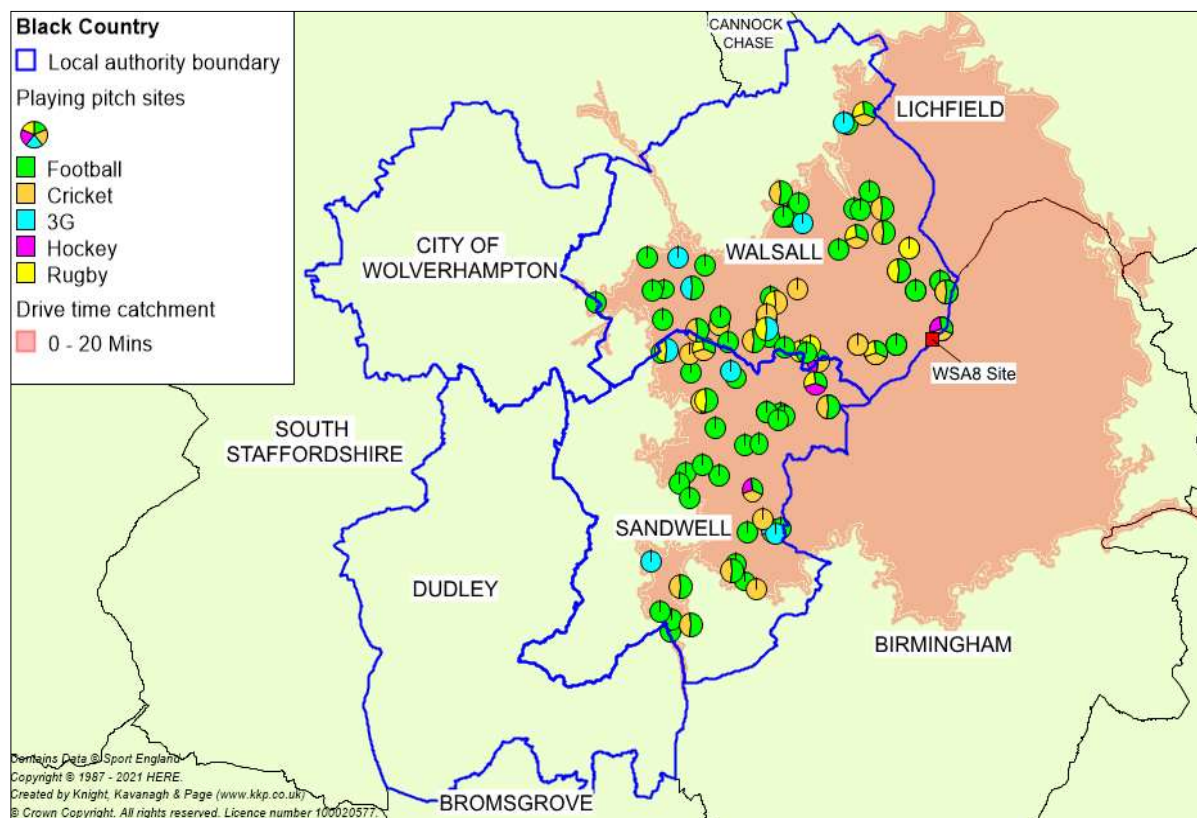 Black Country
Local authority boundary
Playing pitch sites
Football
Cricket
3G
Hockey
Rugby
Drive time catchment
0 - 20 Mins
CANNOCK
CHASE
LICHFIELD
CITY OF
WOLVERHAMPTON
WALSALL
WSA8 Site
SOUTH
STAFFORDSHIRE
SANDWELL
DUDLEY
BIRMINGHAM
BROMSGROVE
Contains Data © Sport England
Copyright © 1987 - 2021 HERE.
Created by Knight, Kavanagh & Page (www.kkp.co.uk)
© Crown Copyright. All rights reserved. Licence number 100020577.